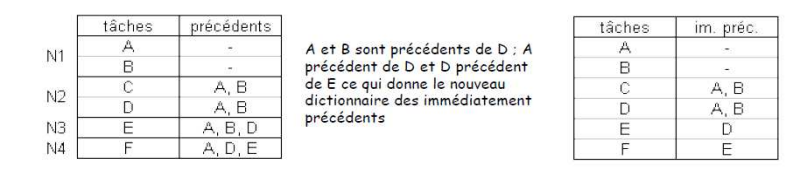 tâches précédents
N1 A -
B -
N2 C A, B
D A, B
N3 E A, B, D
N4 F A, D, E
A et B sont précédents de D ; A
précédent de D et D précédent
de E ce qui donne le nouveau
dictionnaire des immédiatement
précédents
tâches im. préc.
A -
B -
C A, B
D A, B
E D
F E